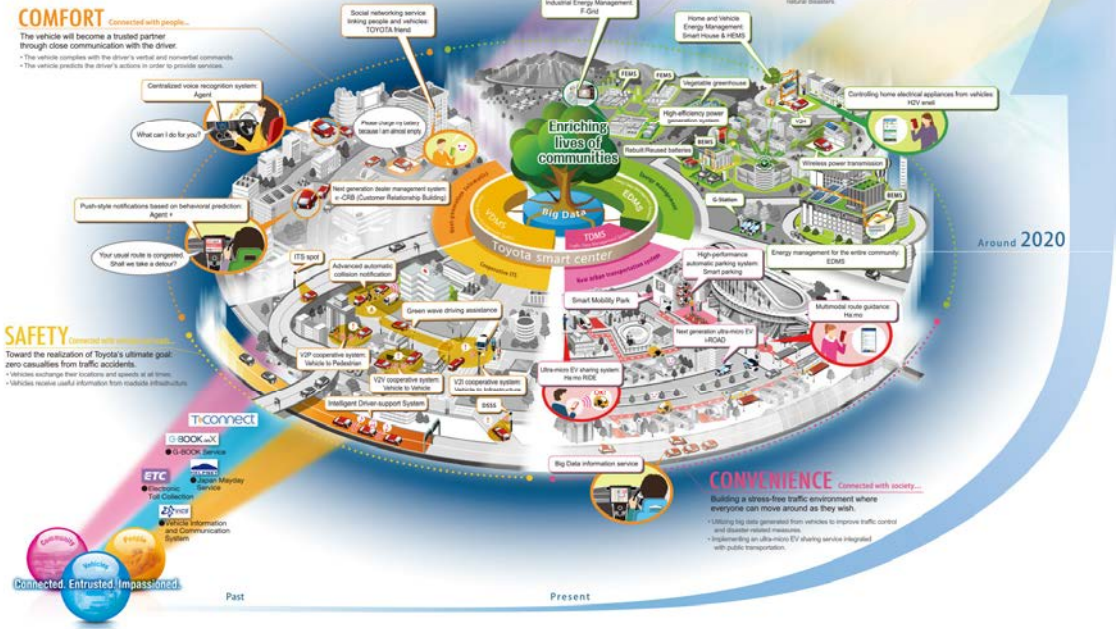 COMFORT Connected with people...
The vehicle will become a trusted partner
through close communication with the driver.
• The vehicle complies with the driver's verbal and nonverbal commands.
• The vehicle predicts the driver's actions in order to provide services.
Social networking service
linking people and vehicles:
TOYOTA friend
Industrial Energy Management:
F-Grid
Home and Vehicle
Energy Management:
Smart House & HEMS
natural disasters.
Centralized voice recognition system:
Agent
What can I do for you?
Please charge my battery
because I am almost empty.
FEMS
FEMS
Vegetable greenhouse
High-efficiency power
generation system
Controlling home electrical appliances from vehicles:
H2V
V2H
BEMS
Rebuilt/Reused batteries
Wireless power transmission
Enriching
lives of
communities
Next generation dealer management system:
e-CRB (Customer Relationship Building)
Push-style notifications based on behavioral prediction:
Agent +
Your usual route is congested.
Shall we take a detour?
Next generation telematics
VDMS
Big Data
EDMS
Energy management
TDMS
Toyota smart center
Cooperative ITS
New urban transportation system
G-Station
BEMS
Energy management for the entire community:
EDMS
Around 2020
ITS spot
Advanced automatic
collision notification
Green wave driving assistance
High-performance
automatic parking system:
Smart parking
Smart Mobility Park
Multimodal route guidance:
Ha:mo
Next generation ultra-micro EV
i-ROAD
SAFETY
Toward the realization of Toyota's ultimate goal:
zero casualties from traffic accidents.
• Vehicles exchange their locations and speeds at all times.
• Vehicles receive useful information from roadside infrastructure.
V2P cooperative system:
Vehicle to Pedestrian
V2V cooperative system:
Vehicle to Vehicle
V2I cooperative system:
Vehicle to Infrastructure
Ultra-micro EV sharing system:
Ha:mo RIDE
Intelligent Driver-support System
DSSS
T-Connect
G-BOOK mX
●G-BOOK Service
ETC
●Electronic
Toll Collection
HELPNET
●Japan Mayday
Service
VICS
●Vehicle Information
and Communication
System
Big Data information service
CONVENIENCE Connected with society...
Building a stress-free traffic environment where
everyone can move around as they wish.
• Utilizing big data generated from vehicles to improve traffic control
and disaster-related measures.
• Implementing an ultra-micro EV sharing service integrated
with public transportation.
Community
People
Vehicles
Connected. Entrusted. Impassioned.
Past
Present